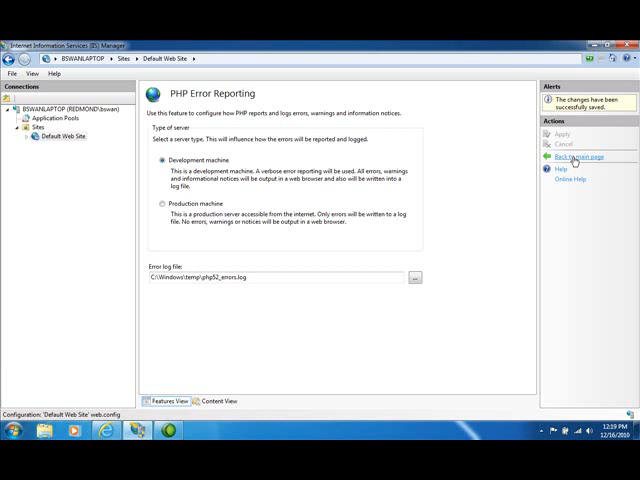 Internet Information Services (IIS) Manager
BSWANLAPTOP ▸ Sites ▸ Default Web Site ▸
File View Help
Connections
BSWANLAPTOP (REDMOND\bswan)
Application Pools
Sites
Default Web Site
PHP Error Reporting
Use this feature to configure how PHP reports and logs errors, warnings and information notices.
Type of server
Select a server type. This will influence how the errors will be reported and logged.
Development machine
This is a development machine. A verbose error reporting will be used. All errors, warnings
and informational notices will be output in a web browser and also will be written into a
log file.
Production machine
This is a production server accessible from the internet. Only errors will be written to a log
file. No errors, warnings or notices will be output in a web browser.
Error log file:
C:\Windows\temp\php52_errors.log
...
Features View Content View
Alerts
The changes have been
successfully saved.
Actions
Apply
Cancel
Back to main page
Help
Online Help
Configuration: 'Default Web Site' web.config
12:19 PM
12/16/2010